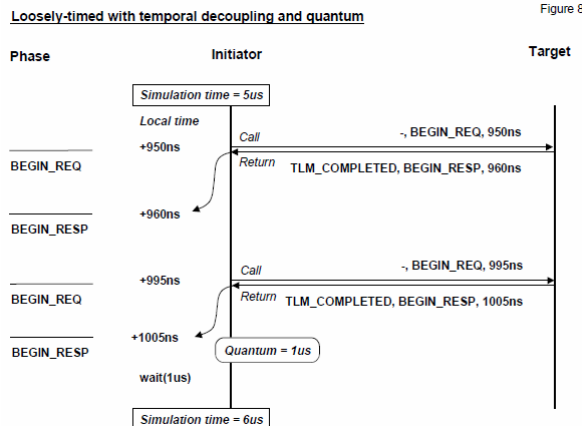 Loosely-timed with temporal decoupling and quantum
Figure 8
Phase Initiator Target
Simulation time = 5us
Local time
+950ns Call -, BEGIN_REQ, 950ns
BEGIN_REQ Return TLM_COMPLETED, BEGIN_RESP, 960ns
+960ns
BEGIN_RESP
+995ns Call -, BEGIN_REQ, 995ns
BEGIN_REQ Return TLM_COMPLETED, BEGIN_RESP, 1005ns
+1005ns
BEGIN_RESP Quantum = 1us
wait(1us)
Simulation time = 6us